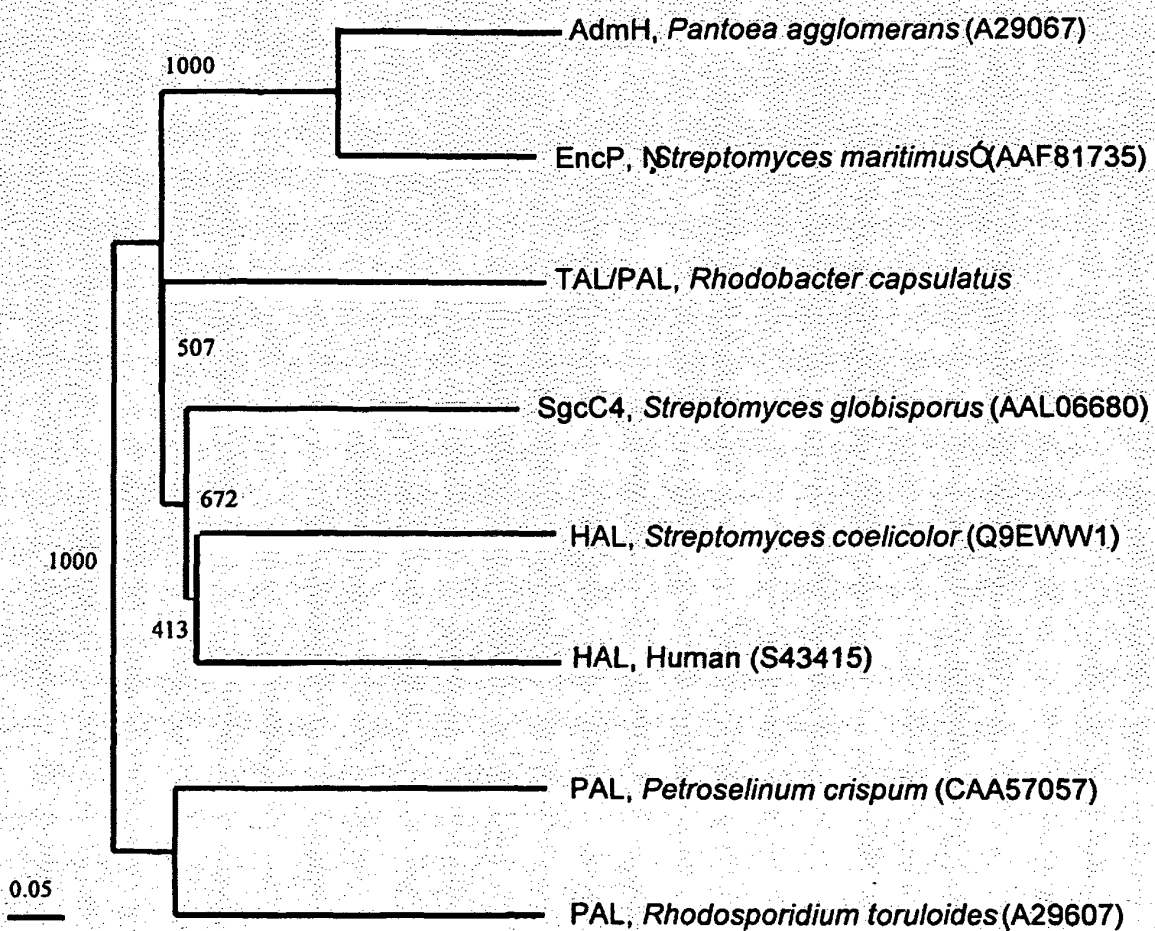 AdmH, Pantoea agglomerans (A29067)
1000
EncP, Streptomyces maritimus (AAF81735)
TAL/PAL, Rhodobacter capsulatus
507
SgcC4, Streptomyces globisporus (AAL06680)
672
HAL, Streptomyces coelicolor (Q9EWW1)
1000
413
HAL, Human (S43415)
PAL, Petroselinum crispum (CAA57057)
0.05
PAL, Rhodosporidium toruloides (A29607)